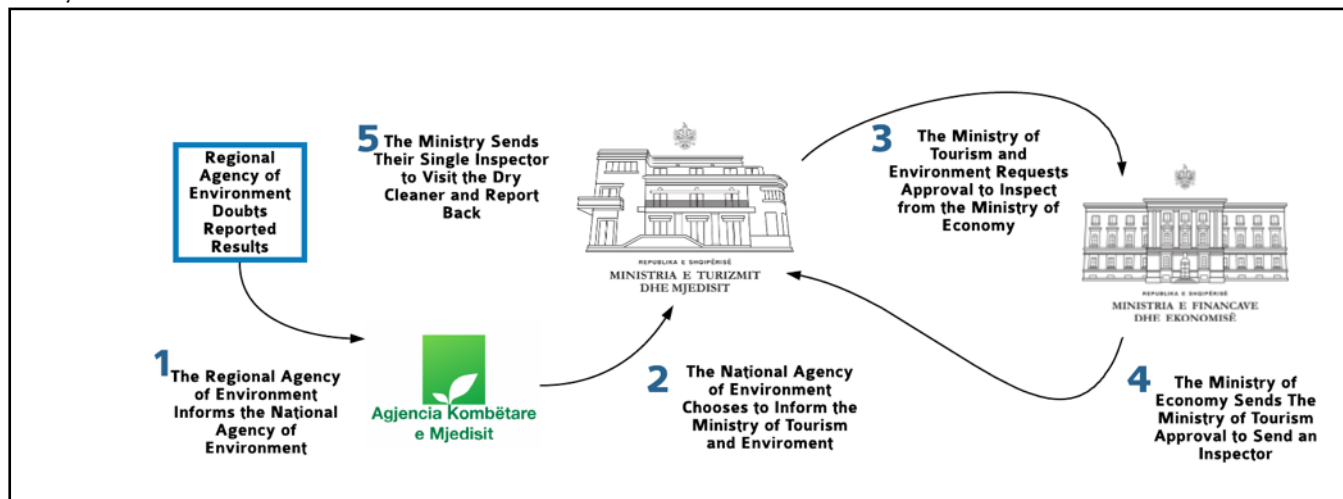 Regional
Agency of
Environment
Doubts
Reported
Results
1
The Regional Agency
of Environment
Informs the National
Agency of
Environment
Agjencia Kombëtare
e Mjedisit
2
The National Agency
of Environment
Chooses to Inform the
Ministry of Tourism
and Enviroment
5
The Ministry Sends
Their Single Inspector
to Visit the Dry
Cleaner and Report
Back
REPUBLIKA E SHQIPËRISË
MINISTRIA E TURIZMIT
DHE MJEDISIT
3
The Ministry of
Tourism and
Environment Requests
Approval to Inspect
from the Ministry of
Economy
REPUBLIKA E SHQIPËRISË
MINISTRIA E FINANCAVE
DHE EKONOMISË
4
The Ministry of
Economy Sends The
Ministry of Tourism
Approval to Send an
Inspector